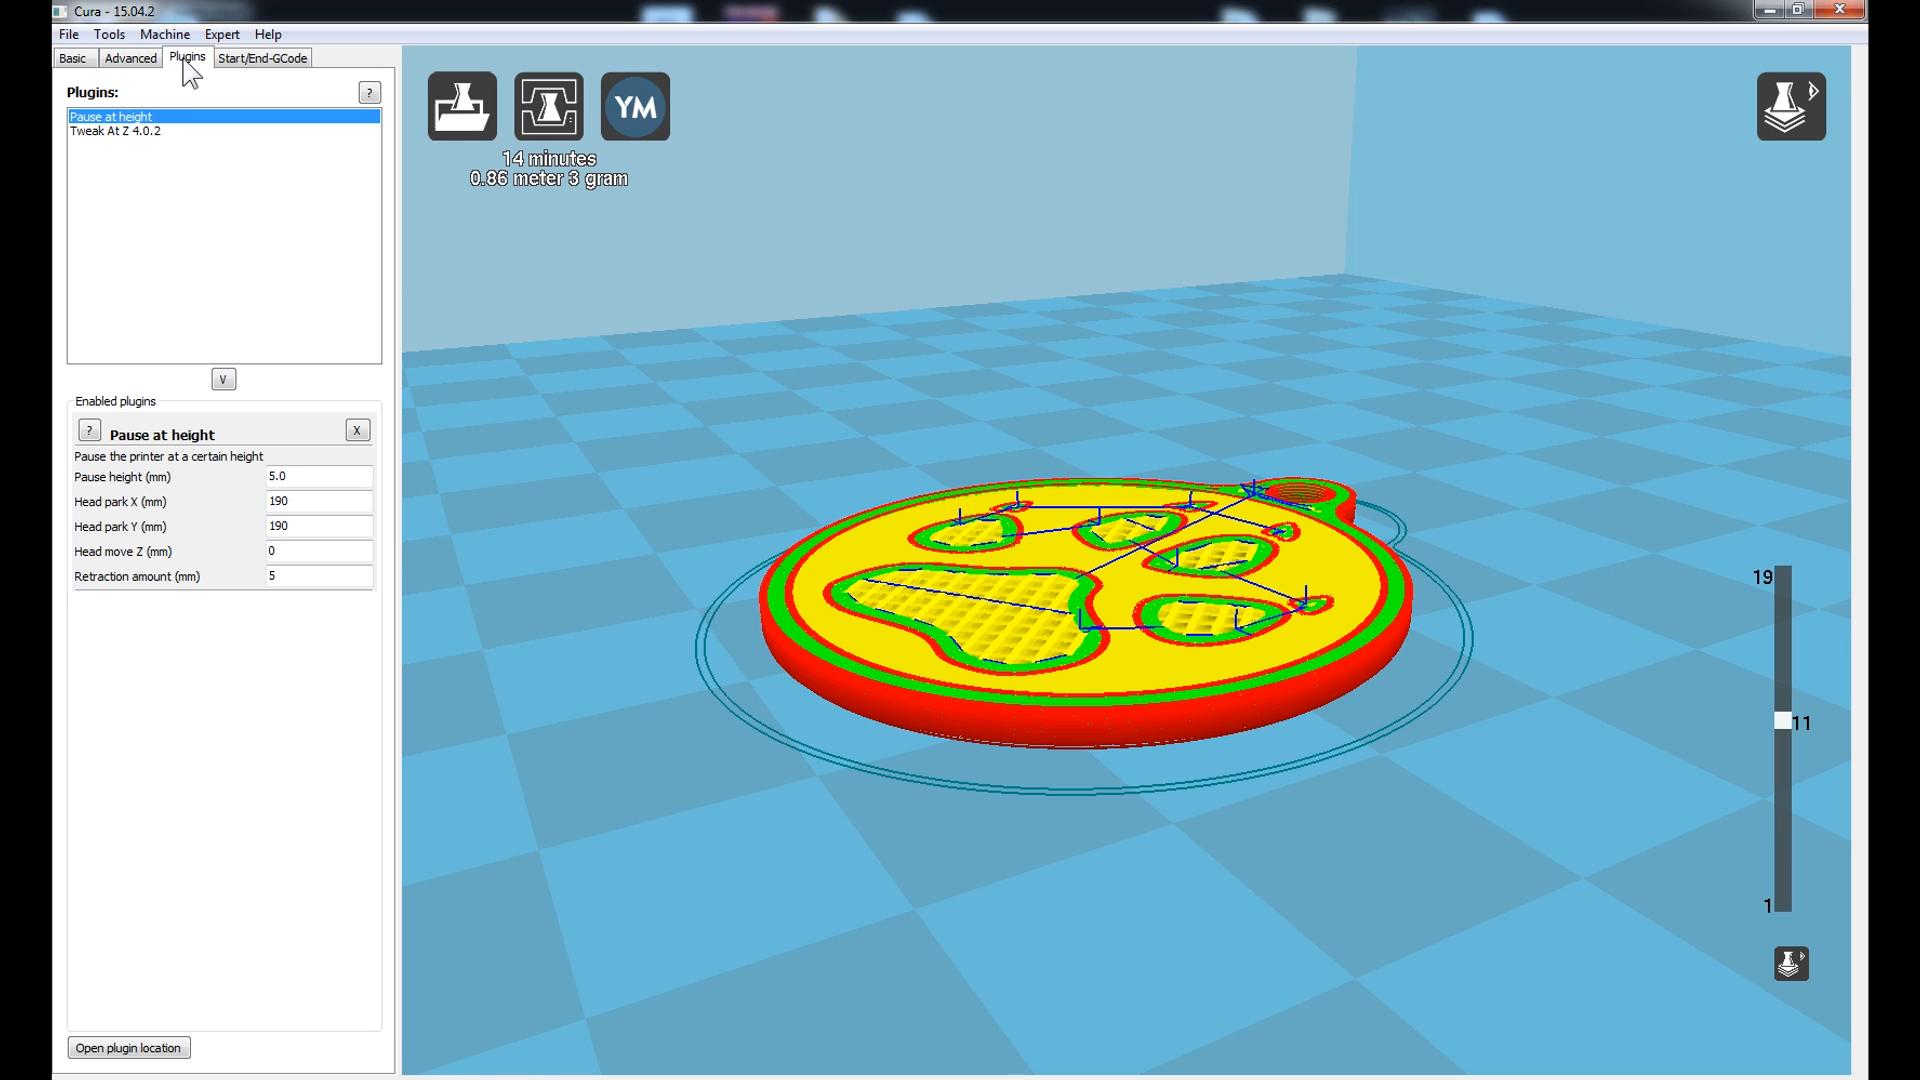 Cura - 15.04.2
File Tools Machine Expert Help
Basic Advanced Plugins Start/End-GCode
Plugins:
?
Pause at height
Tweak At Z 4.0.2
V
Enabled plugins
? Pause at height X
Pause the printer at a certain height
Pause height (mm) 5.0
Head park X (mm) 190
Head park Y (mm) 190
Head move Z (mm) 0
Retraction amount (mm) 5
Open plugin location
YM
14 minutes
0.86 meter 3 gram
19
11
1